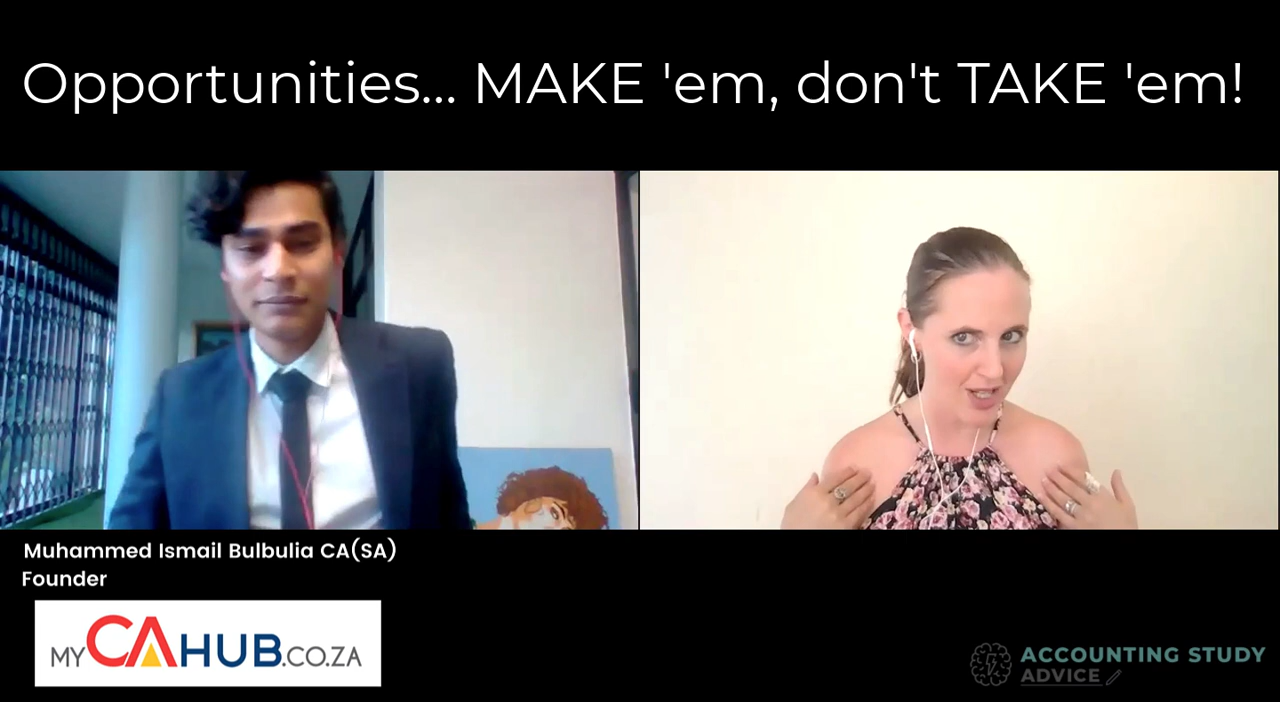 Opportunities... MAKE 'em, don't TAKE 'em!
Muhammed Ismail Bulbulia CA(SA)
Founder
MYCAHUB.CO.ZA
ACCOUNTING STUDY
ADVICE